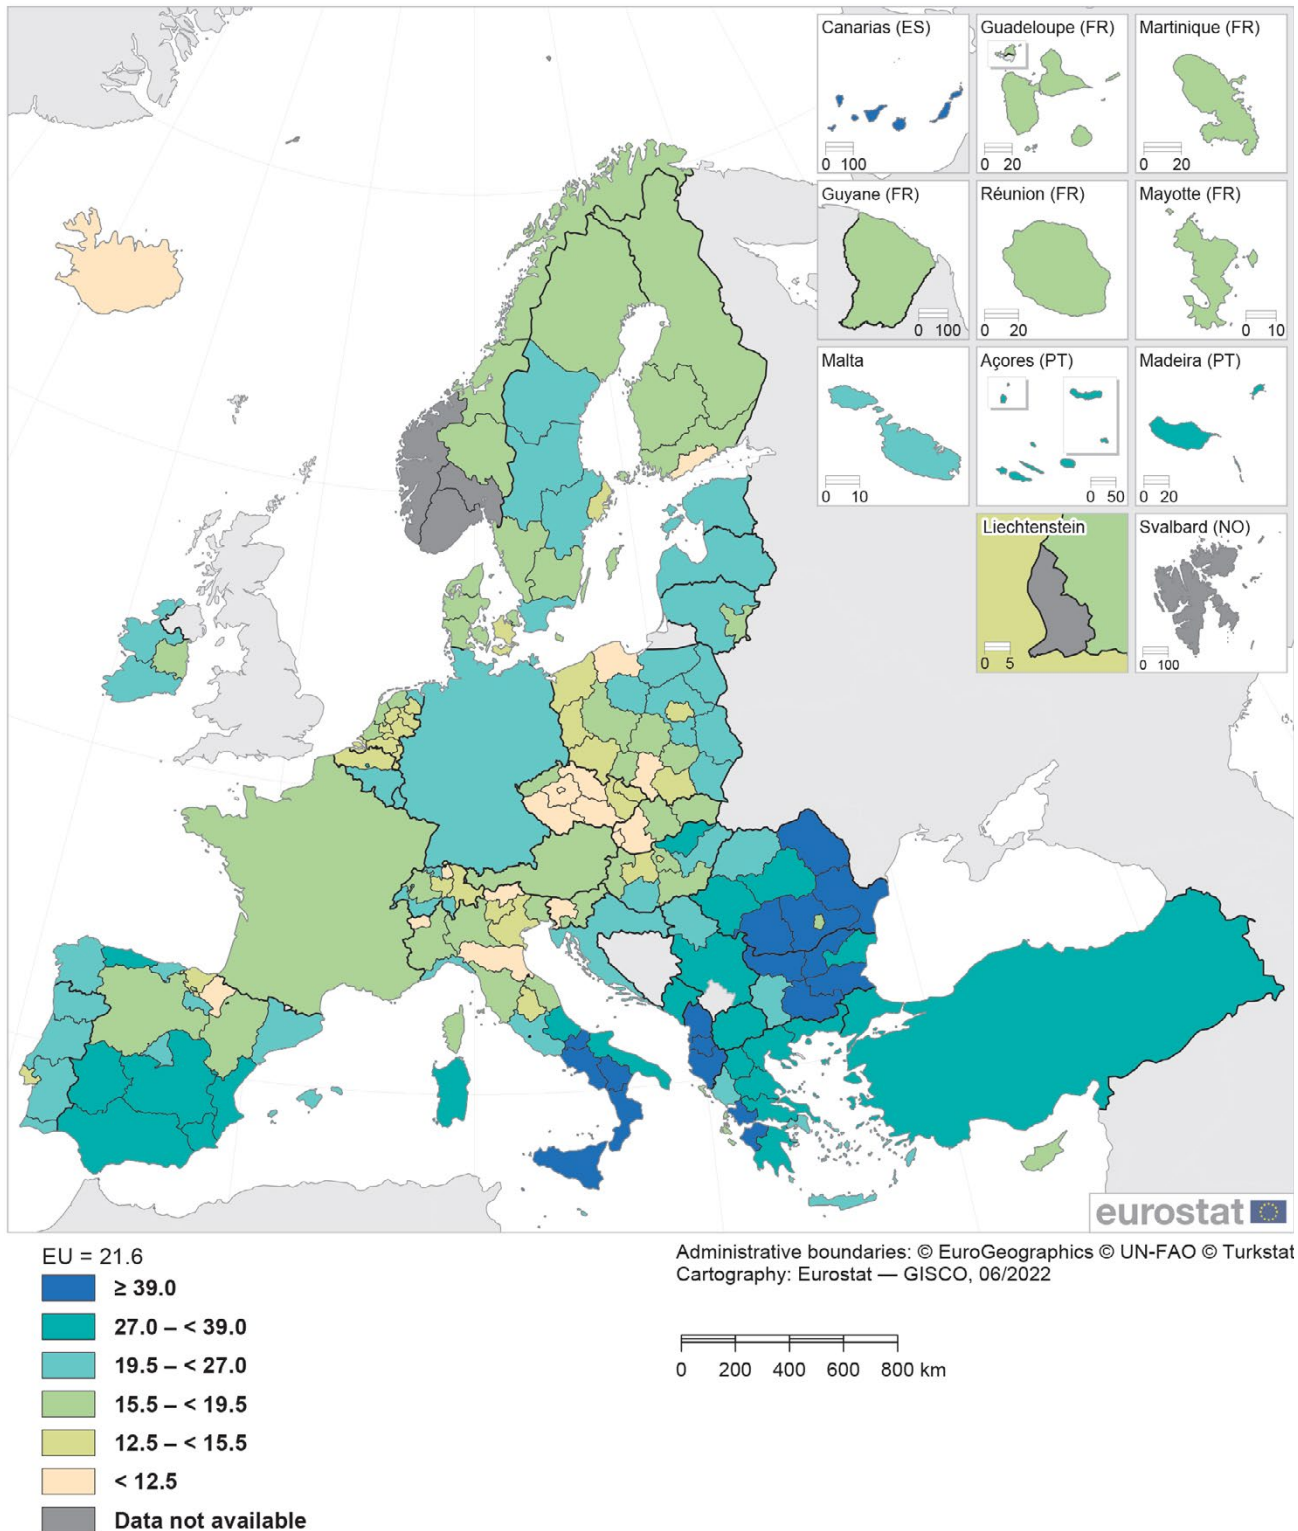 Canarias (ES)
0 100
Guadeloupe (FR)
0 20
Martinique (FR)
0 20
Guyane (FR)
0 100
Réunion (FR)
0 20
Mayotte (FR)
0 10
Malta
0 10
Açores (PT)
0 50
Madeira (PT)
0 20
Liechtenstein
0 5
Svalbard (NO)
0 100
eurostat
EU = 21.6
≥ 39.0
27.0 – < 39.0
19.5 – < 27.0
15.5 – < 19.5
12.5 – < 15.5
< 12.5
Data not available
Administrative boundaries: © EuroGeographics © UN-FAO © Turkstat
Cartography: Eurostat — GISCO, 06/2022
0 200 400 600 800 km